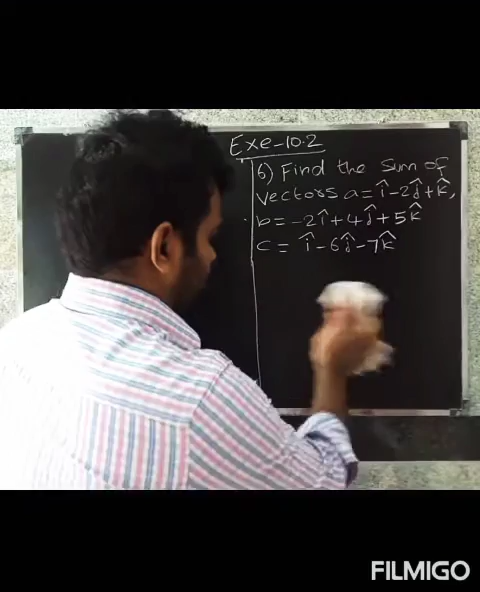 Exe-10.2
6) Find the Sum of
vectors a = î - 2ĵ + k̂,
b = -2î + 4ĵ + 5k̂
c = î - 6ĵ - 7k̂
FILMIGO